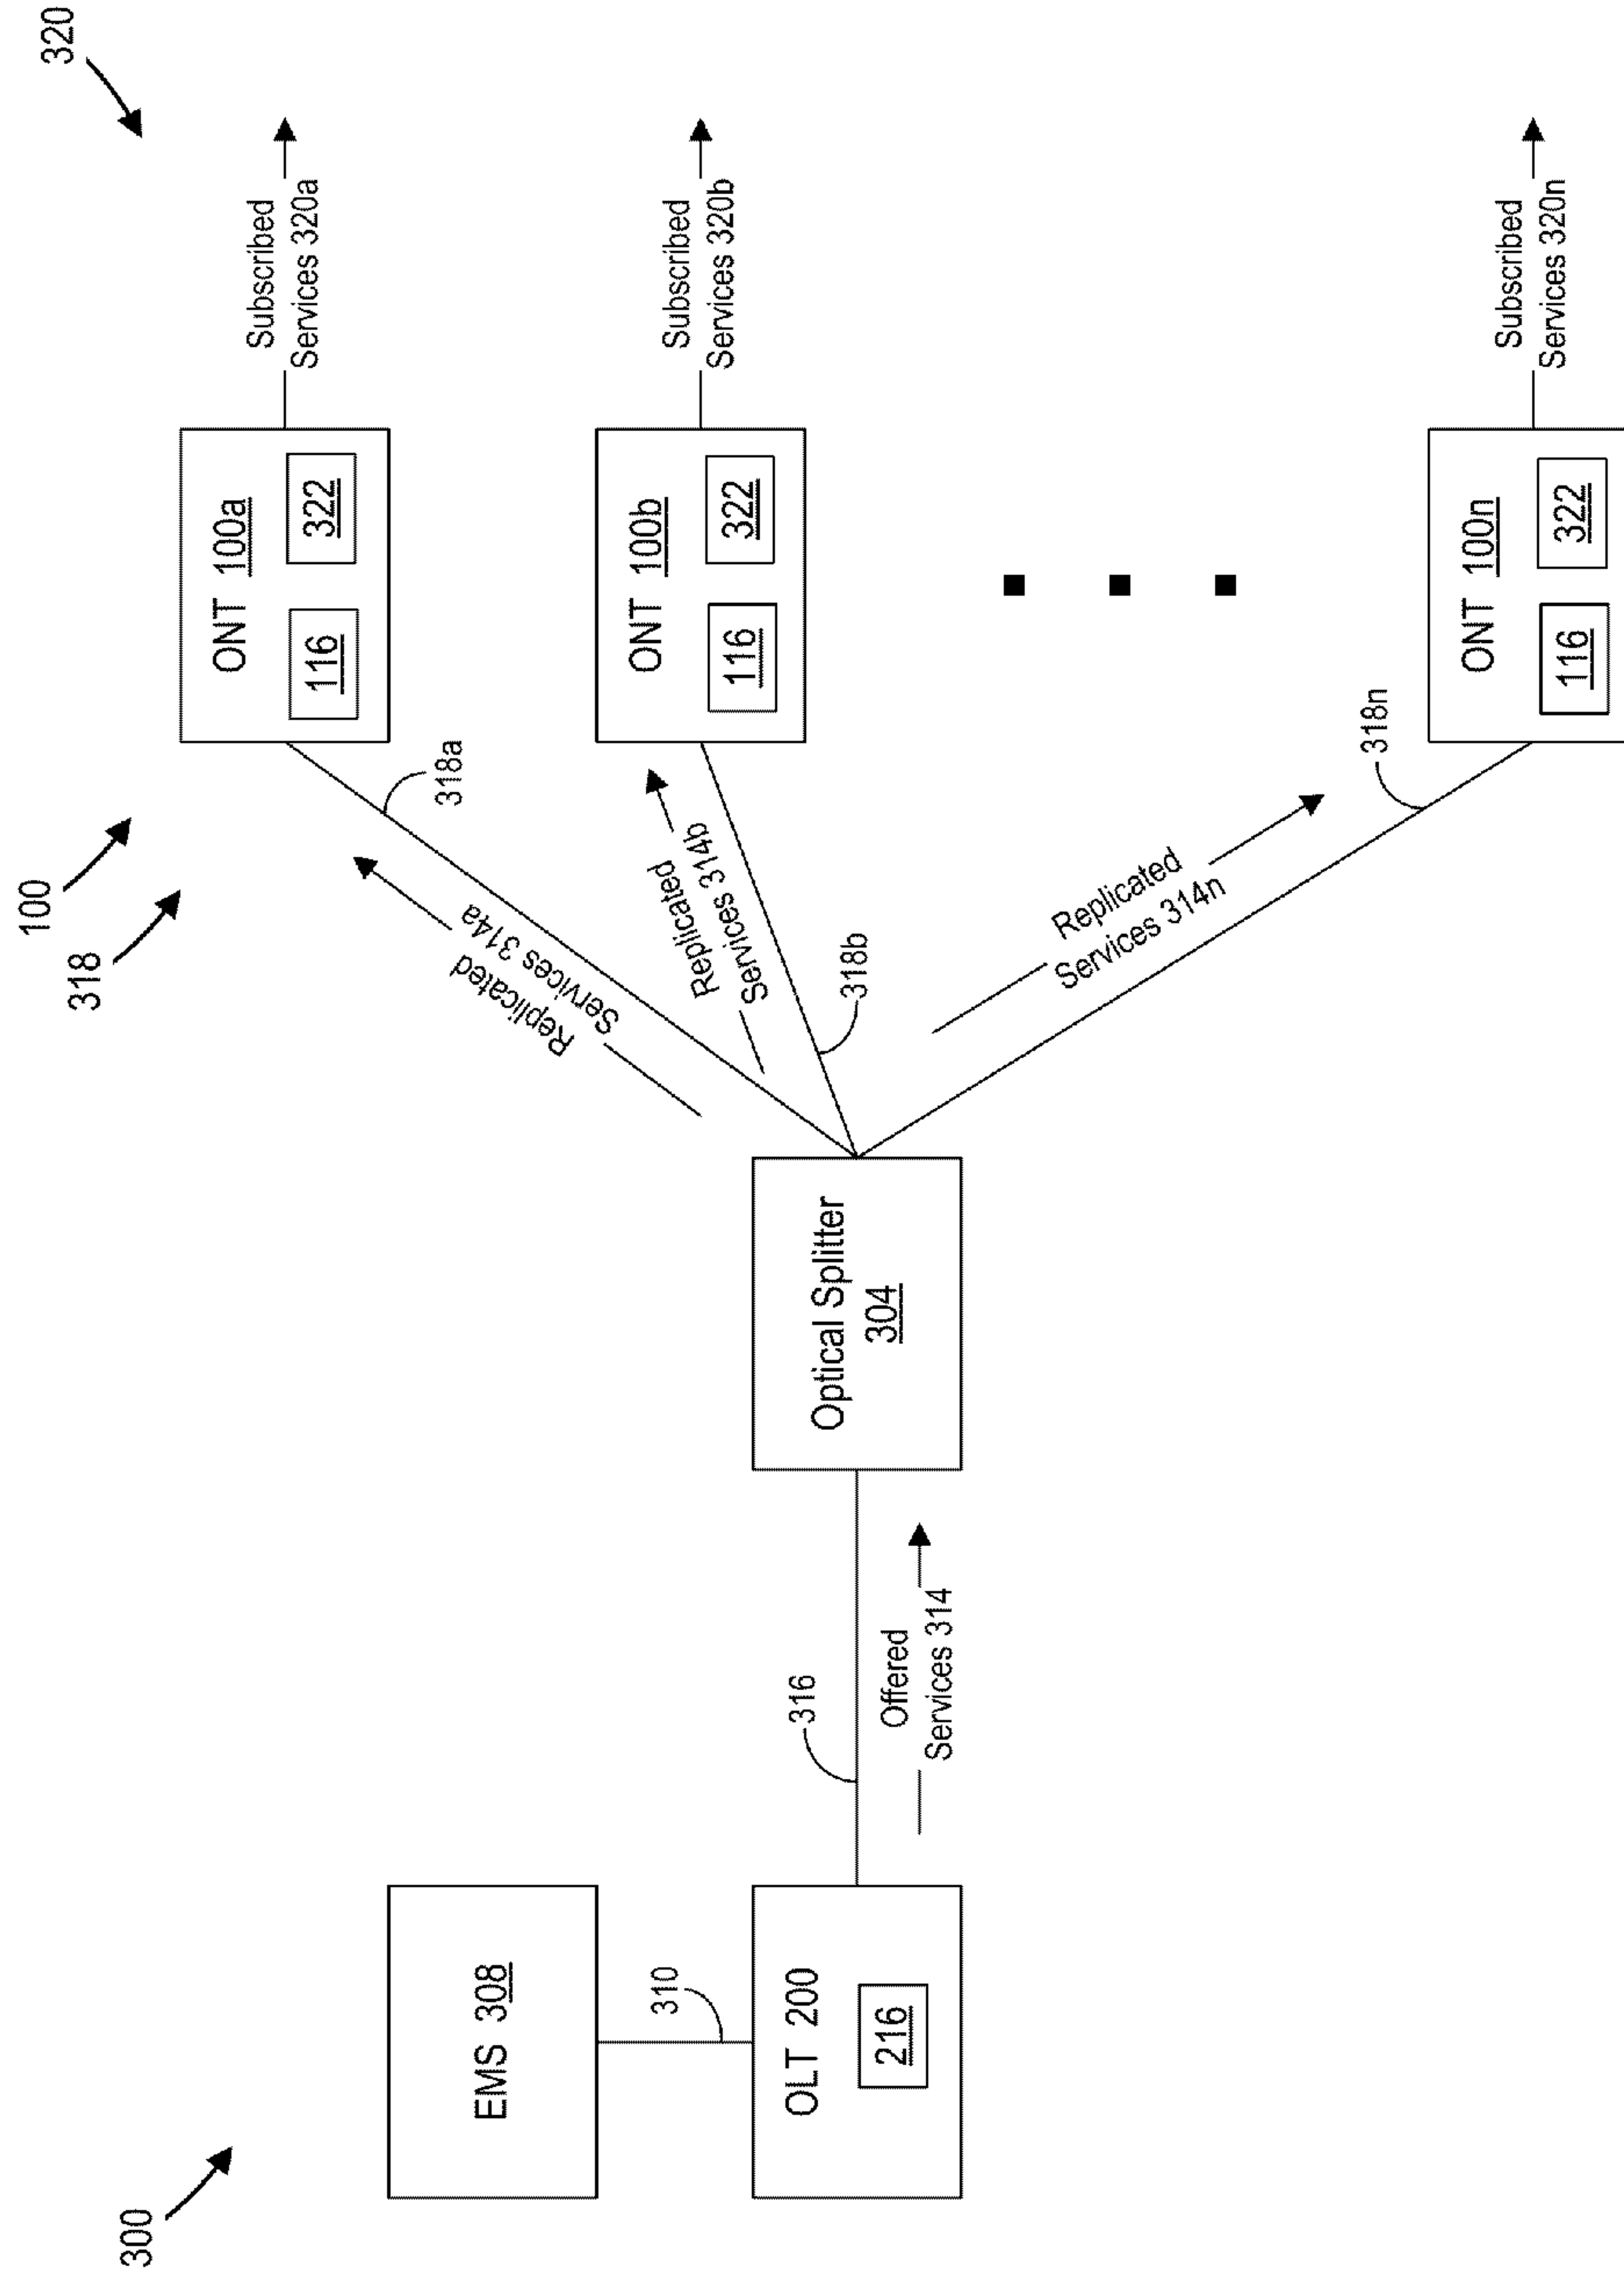 300
EMS 308
310
OLT 200
216
316
Offered
Services 314
Optical Splitter
304
318
100
Replicated
Services 314a
318a
Replicated
Services 314b
318b
Replicated
Services 314n
318n
ONT 100a
116 322
ONT 100b
116 322
ONT 100n
116 322
320
Subscribed
Services 320a
Subscribed
Services 320b
Subscribed
Services 320n